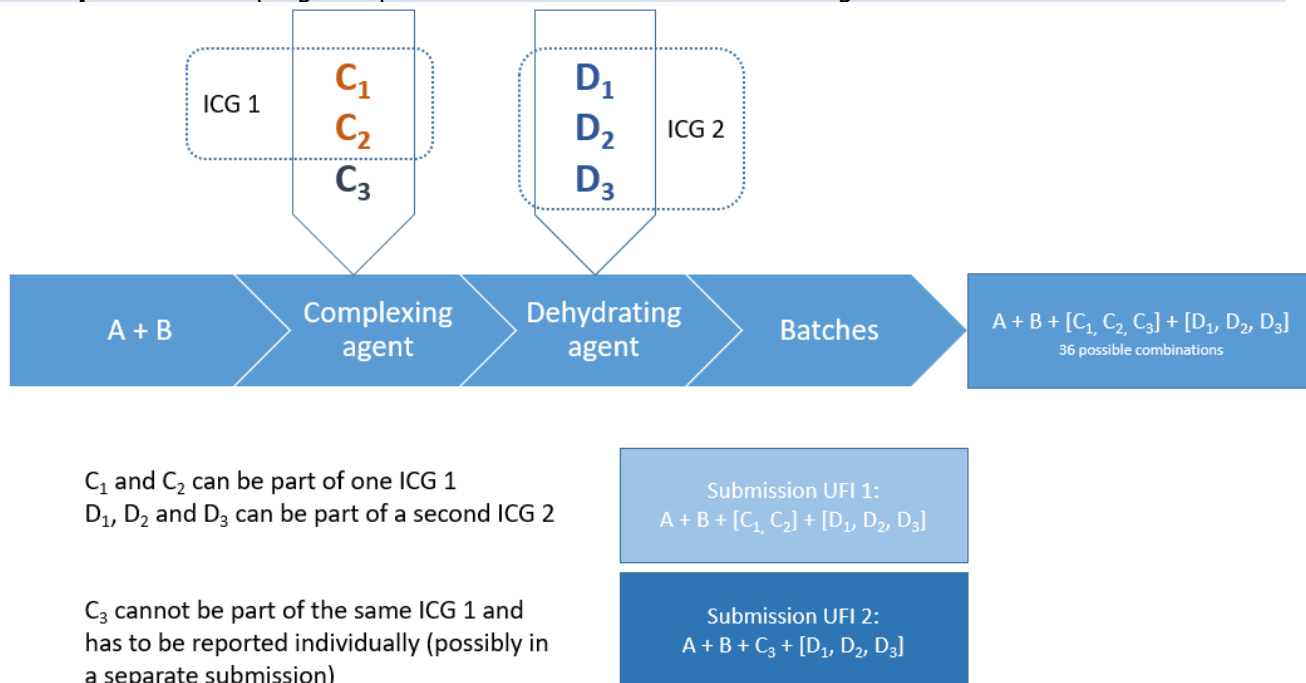 C₁
ICG 1
C₂
C₃
D₁
D₂
ICG 2
D₃
A + B
Complexing
agent
Dehydrating
agent
Batches
A + B + [C₁, C₂, C₃] + [D₁, D₂, D₃]
36 possible combinations
C₁ and C₂ can be part of one ICG 1
D₁, D₂ and D₃ can be part of a second ICG 2
Submission UFI 1:
A + B + [C₁, C₂] + [D₁, D₂, D₃]
C₃ cannot be part of the same ICG 1 and
has to be reported individually (possibly in
a separate submission)
Submission UFI 2:
A + B + C₃ + [D₁, D₂, D₃]